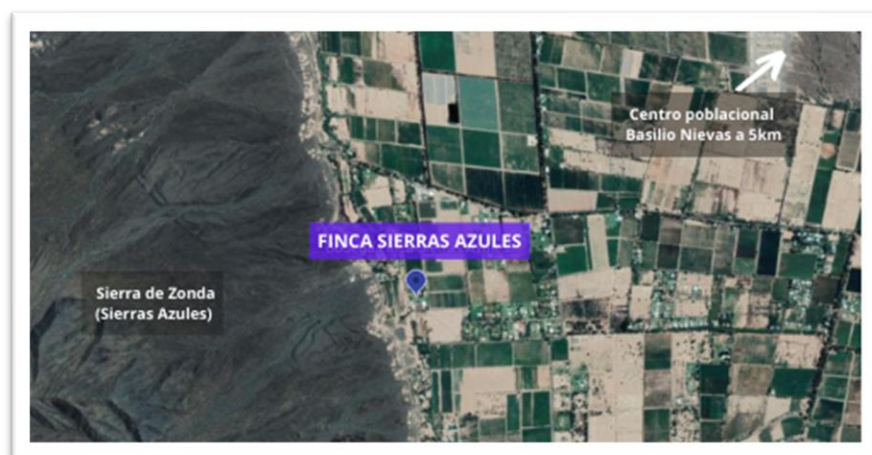 Centro poblacional
Basilio Nievas a 5km
FINCA SIERRAS AZULES
Sierra de Zonda
(Sierras Azules)